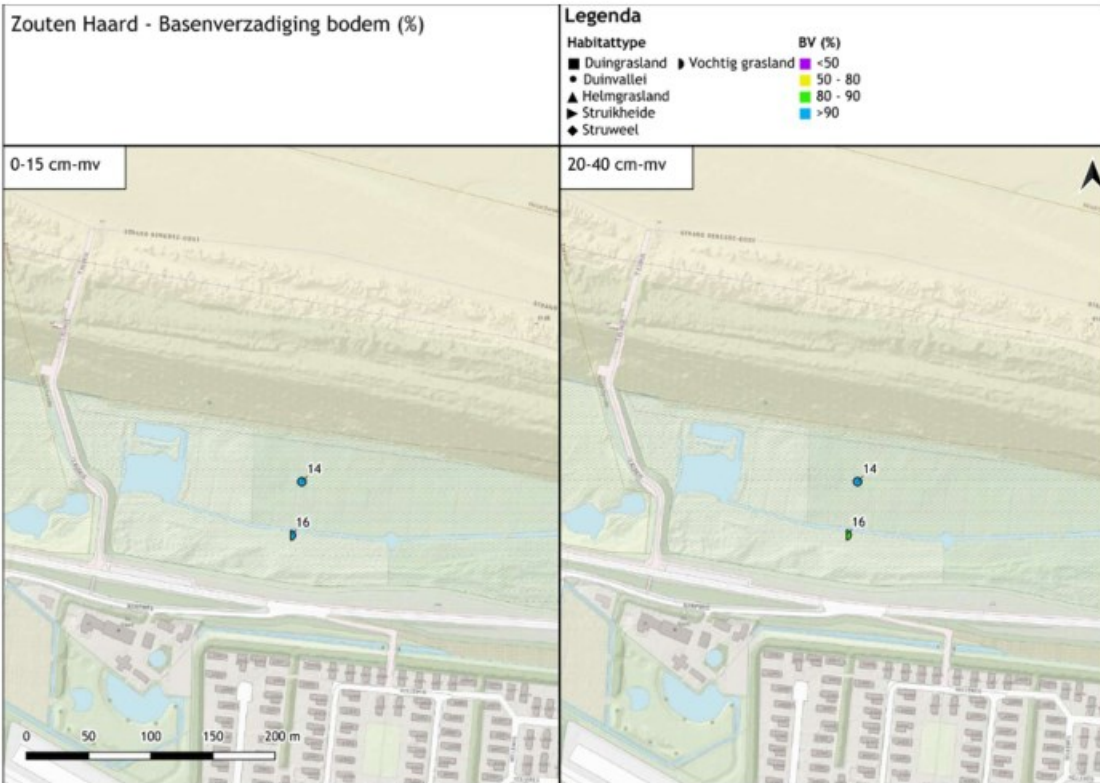 Zouten Haard - Basenverzadiging bodem (%)
Legenda
Habitattype
BV (%)
Duingrasland
Vochtig grasland
<50
Duinvallei
50 - 80
Helmgrasland
80 - 90
Struikheide
>90
Struweel
0-15 cm-mv
20-40 cm-mv
14
16
14
16
0 50 100 150 200 m